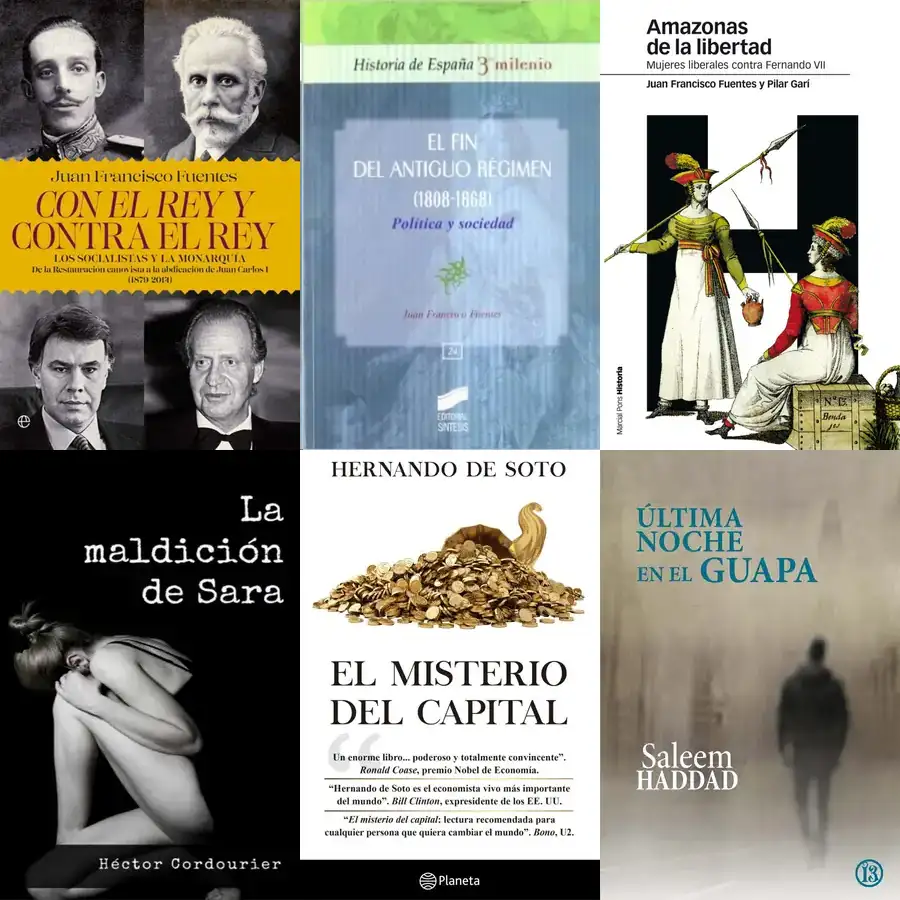 Juan Francisco Fuentes
CON EL REY Y
CONTRA EL REY
LOS SOCIALISTAS Y LA MONARQUÍA
De la Restauración canovista a la abdicación de Juan Carlos I
(1879-2014)
Historia de España 3er milenio
EL FIN
DEL ANTIGUO RÉGIMEN
(1808-1868)
Política y sociedad
Juan Francisco Fuentes
24
EDITORIAL
SINTESIS
Amazonas
de la libertad
Mujeres liberales contra Fernando VII
Juan Francisco Fuentes y Pilar Garí
Marcial Pons Historia
Nº 13
La
maldición
de Sara
Héctor Cordourier
HERNANDO DE SOTO
EL MISTERIO
DEL CAPITAL
“
Un enorme libro... poderoso y totalmente convincente”.
Ronald Coase, premio Nobel de Economía.
“Hernando de Soto es el economista vivo más importante
del mundo”. Bill Clinton, expresidente de los EE. UU.
“El misterio del capital: lectura recomendada para
cualquier persona que quiera cambiar el mundo”. Bono, U2.
Planeta
ÚLTIMA
NOCHE
EN EL GUAPA
Saleem
HADDAD
13